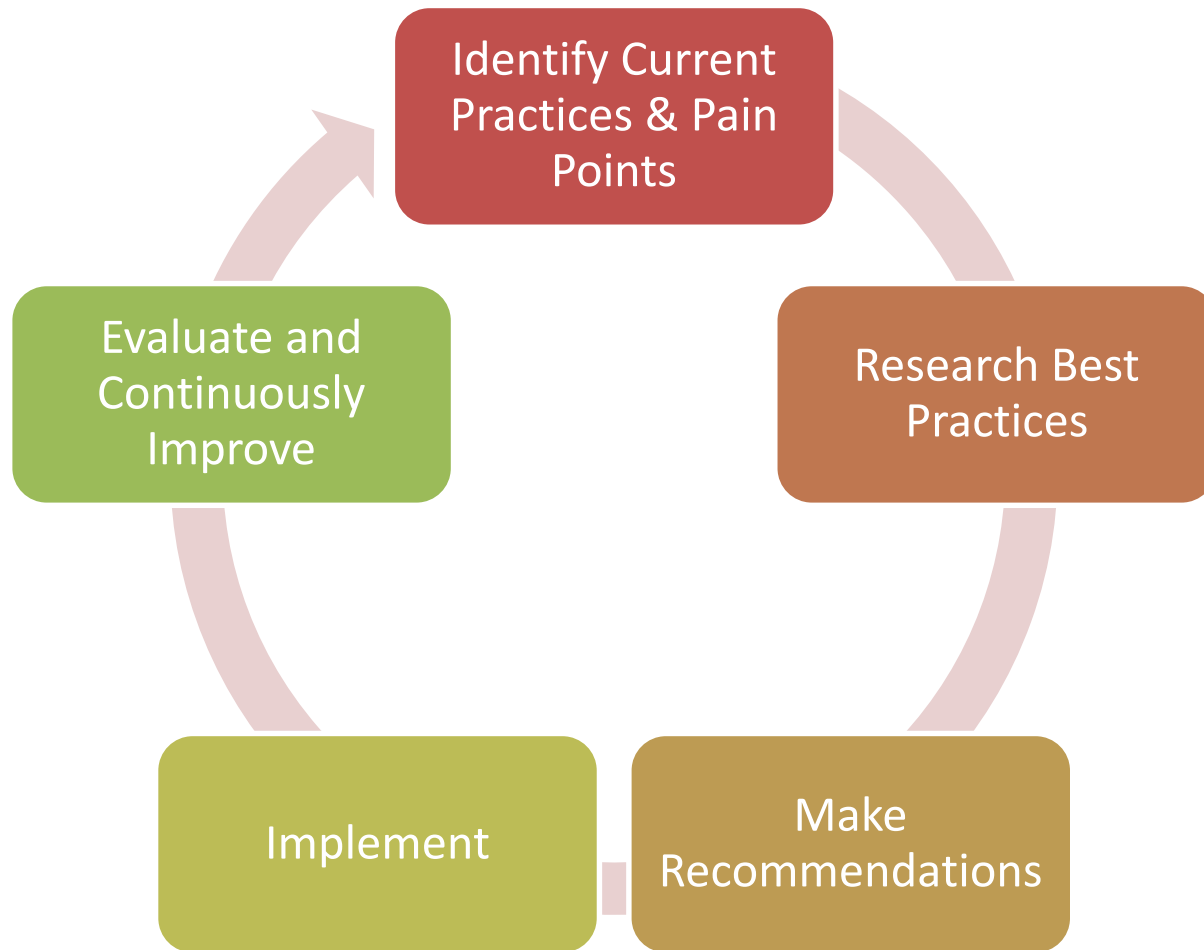 Identify Current
Practices & Pain
Points
Research Best
Practices
Make
Recommendations
Implement
Evaluate and
Continuously
Improve